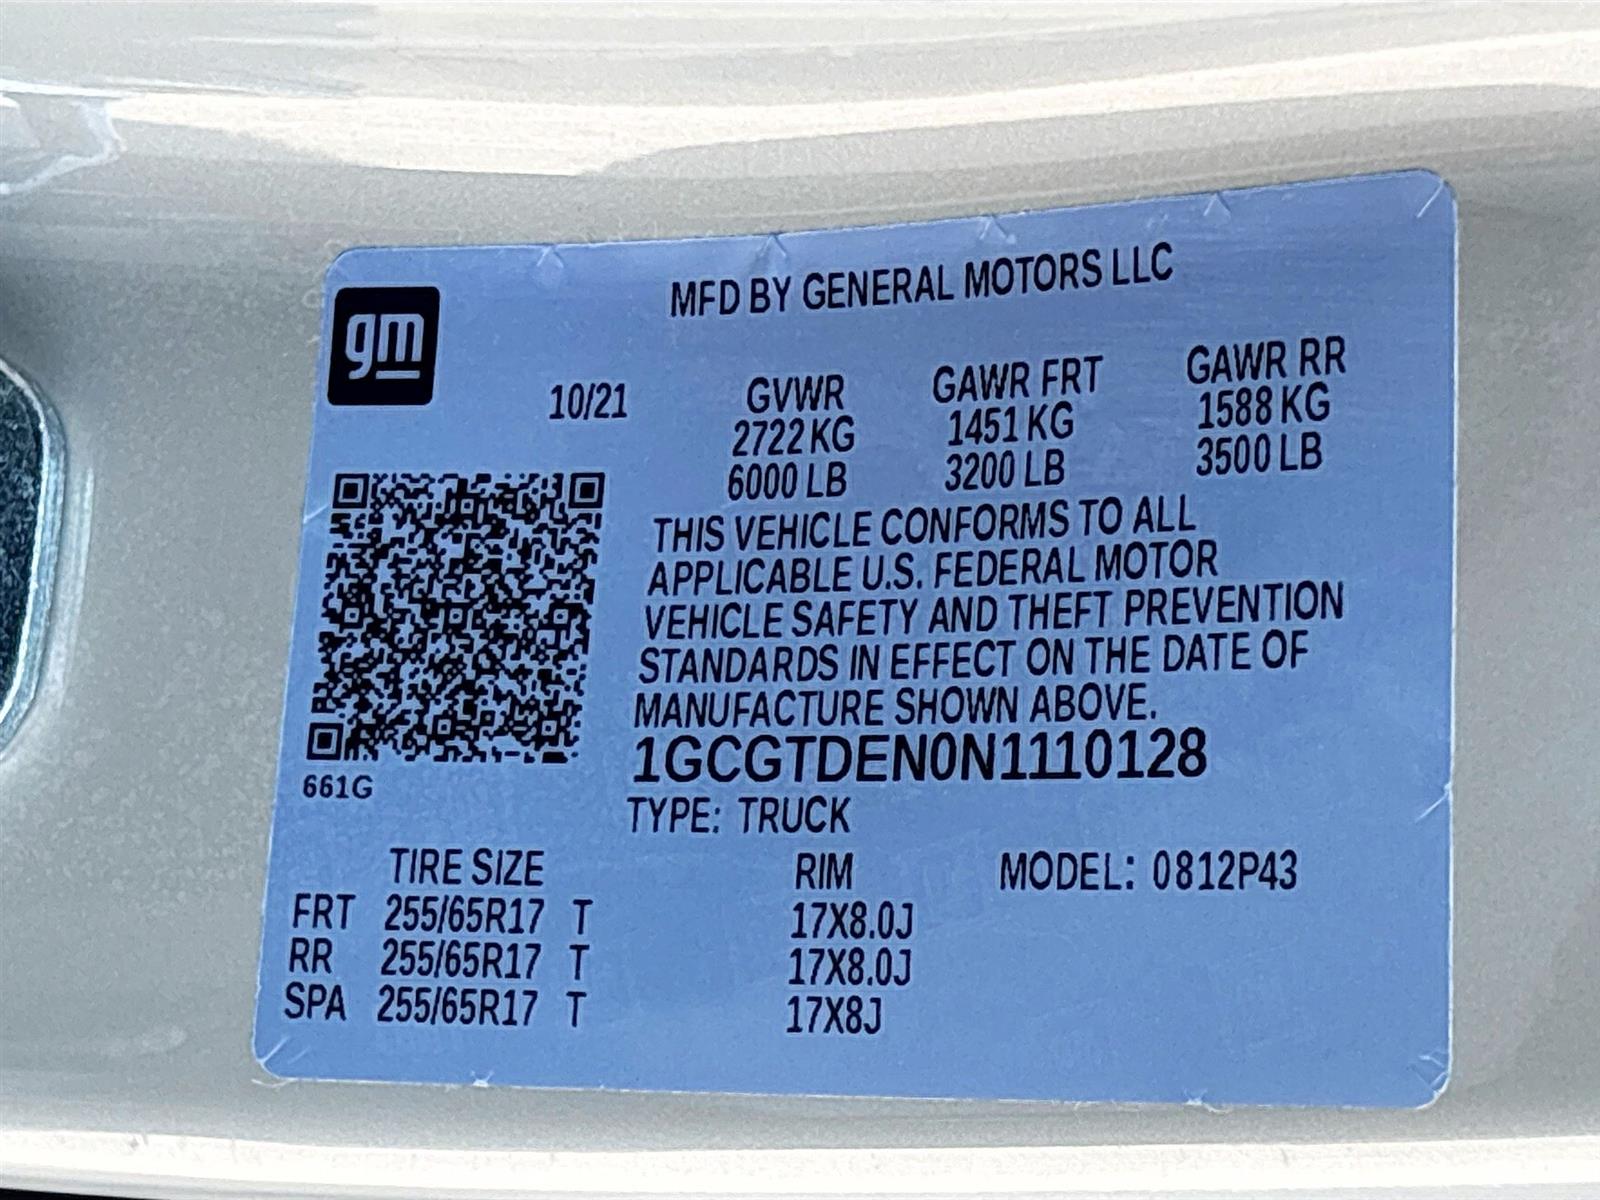 MFD BY GENERAL MOTORS LLC
gm
10/21 GVWR GAWR FRT GAWR RR
2722 KG 1451 KG 1588 KG
6000 LB 3200 LB 3500 LB
THIS VEHICLE CONFORMS TO ALL
APPLICABLE U.S. FEDERAL MOTOR
VEHICLE SAFETY AND THEFT PREVENTION
STANDARDS IN EFFECT ON THE DATE OF
MANUFACTURE SHOWN ABOVE.
1GCGTDEN0N1110128
661G
TYPE: TRUCK
TIRE SIZE RIM MODEL: 0812P43
FRT 255/65R17 T 17X8.0J
RR 255/65R17 T 17X8.0J
SPA 255/65R17 T 17X8J